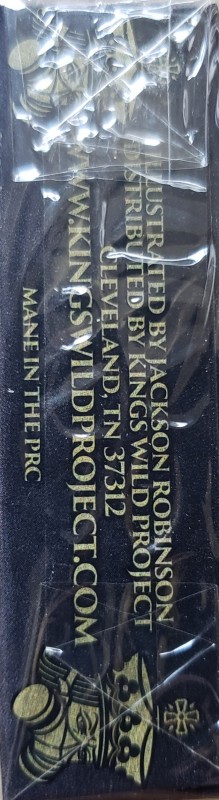 ILLUSTRATED BY JACKSON ROBINSON
DISTRIBUTED BY KINGS WILD PROJECT
CLEVELAND, TN 37312
WWW.KINGSWILDPROJECT.COM
MANE IN THE PRC